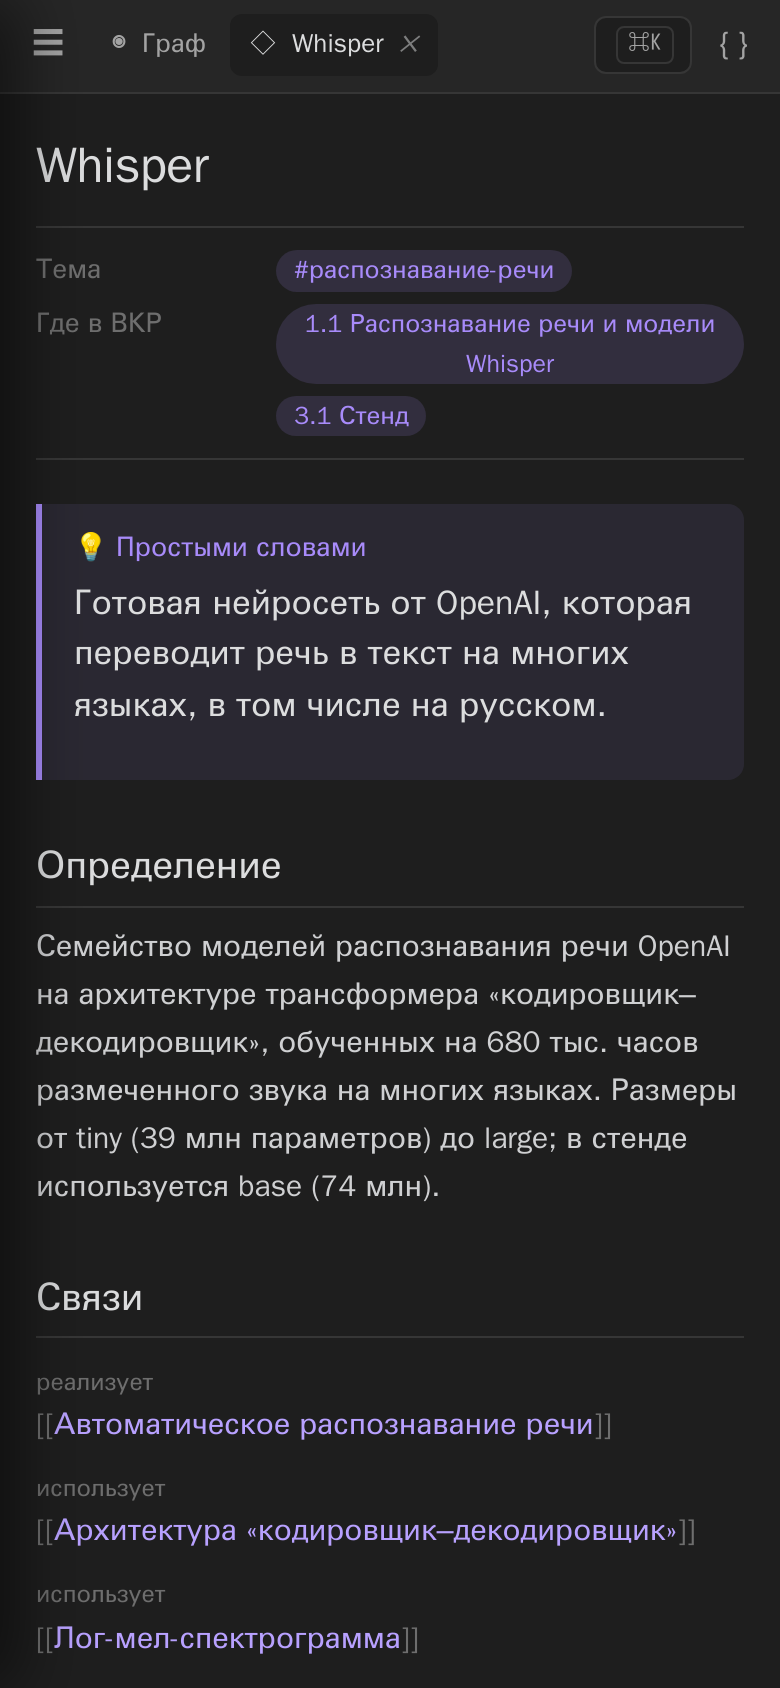 Граф
Whisper
⌘K
{ }
Whisper
Тема
#распознавание-речи
Где в ВКР
1.1 Распознавание речи и модели
Whisper
3.1 Стенд
💡 Простыми словами
Готовая нейросеть от OpenAI, которая
переводит речь в текст на многих
языках, в том числе на русском.
Определение
Семейство моделей распознавания речи OpenAI
на архитектуре трансформера «кодировщик—
декодировщик», обученных на 680 тыс. часов
размеченного звука на многих языках. Размеры
от tiny (39 млн параметров) до large; в стенде
используется base (74 млн).
Связи
реализует
[[Автоматическое распознавание речи]]
использует
[[Архитектура «кодировщик—декодировщик»]]
использует
[[Лог-мел-спектрограмма]]